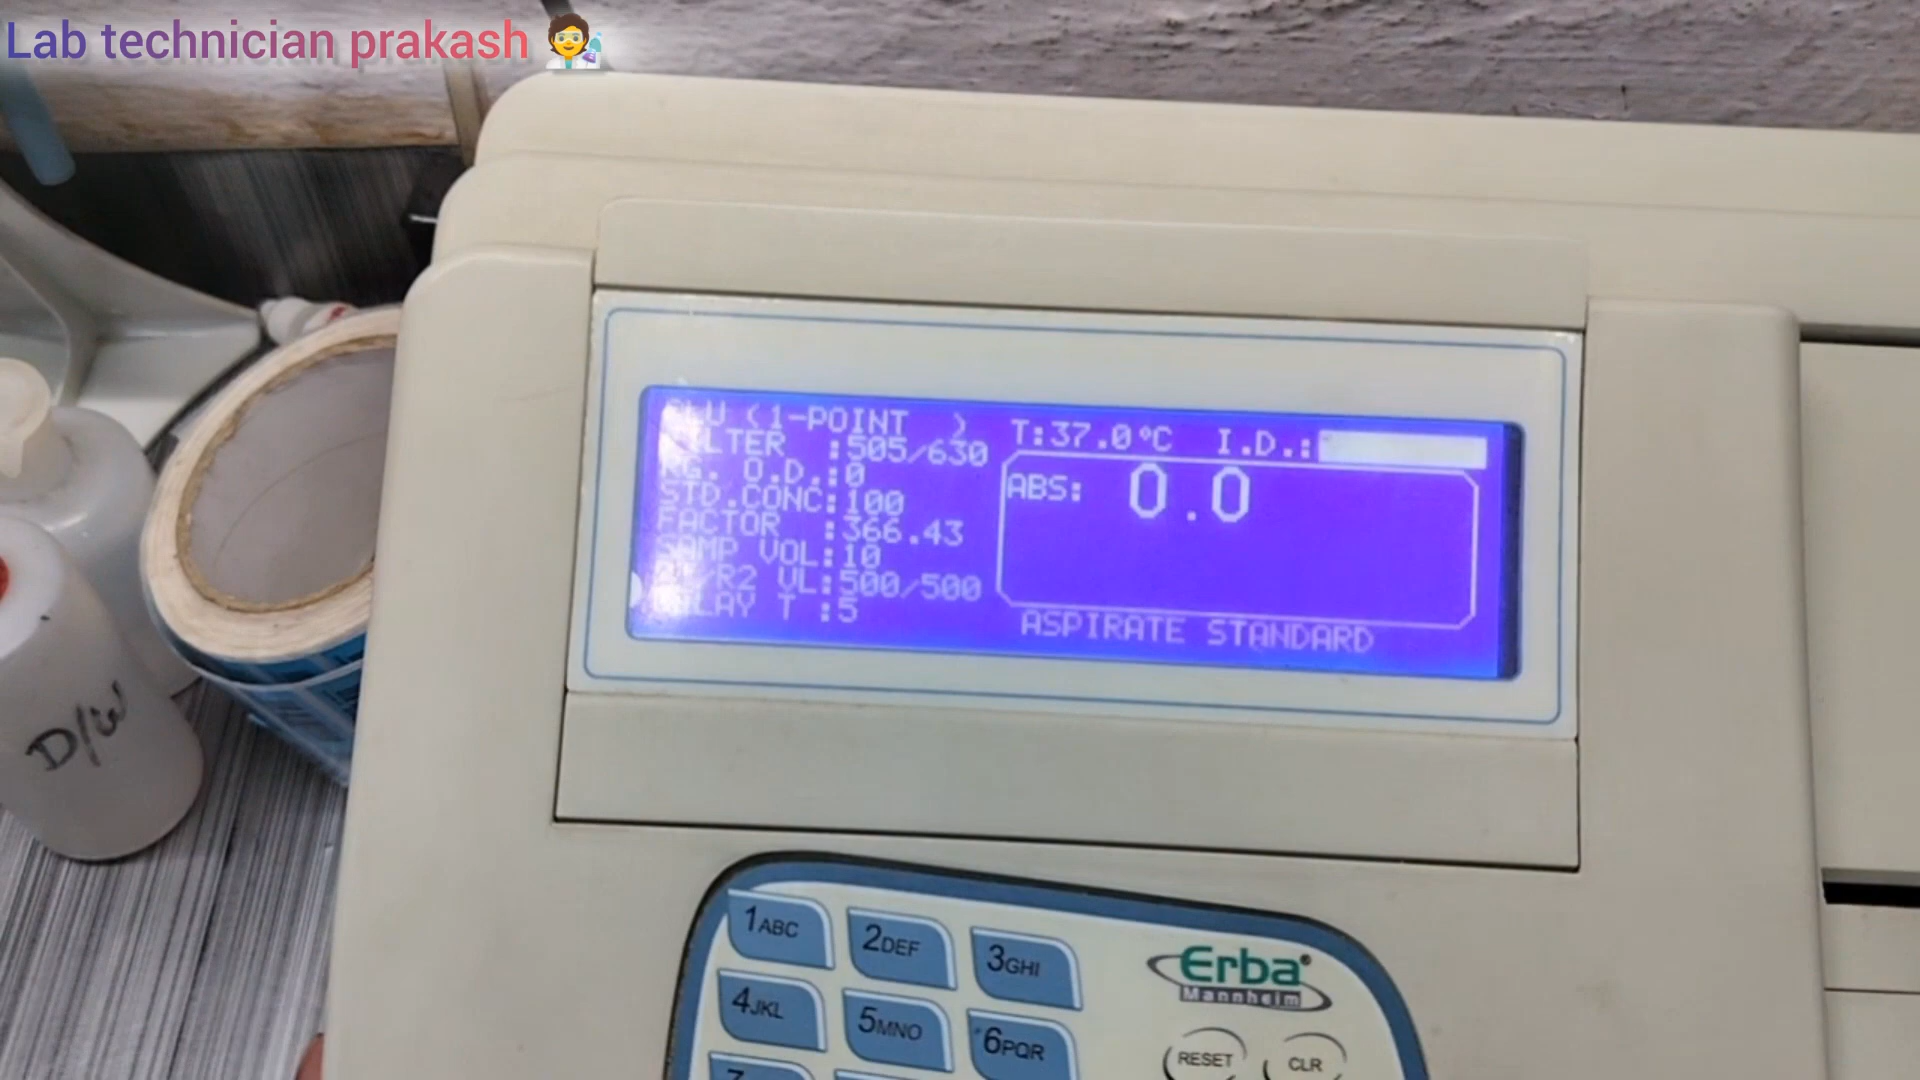 Lab technician prakash
GLU (1-POINT )
FILTER :505/630
RG. O.D.:0
STD.CONC:100
FACTOR :366.43
SAMP VOL:10
R1/R2 VL:500/500
DELAY T :5
T:37.0°C I.D.:
ABS: 0.0
ASPIRATE STANDARD
D/W
1ABC
2DEF
3GHI
4JKL
5MNO
6PQR
7
Erba
Mannheim
RESET
CLR